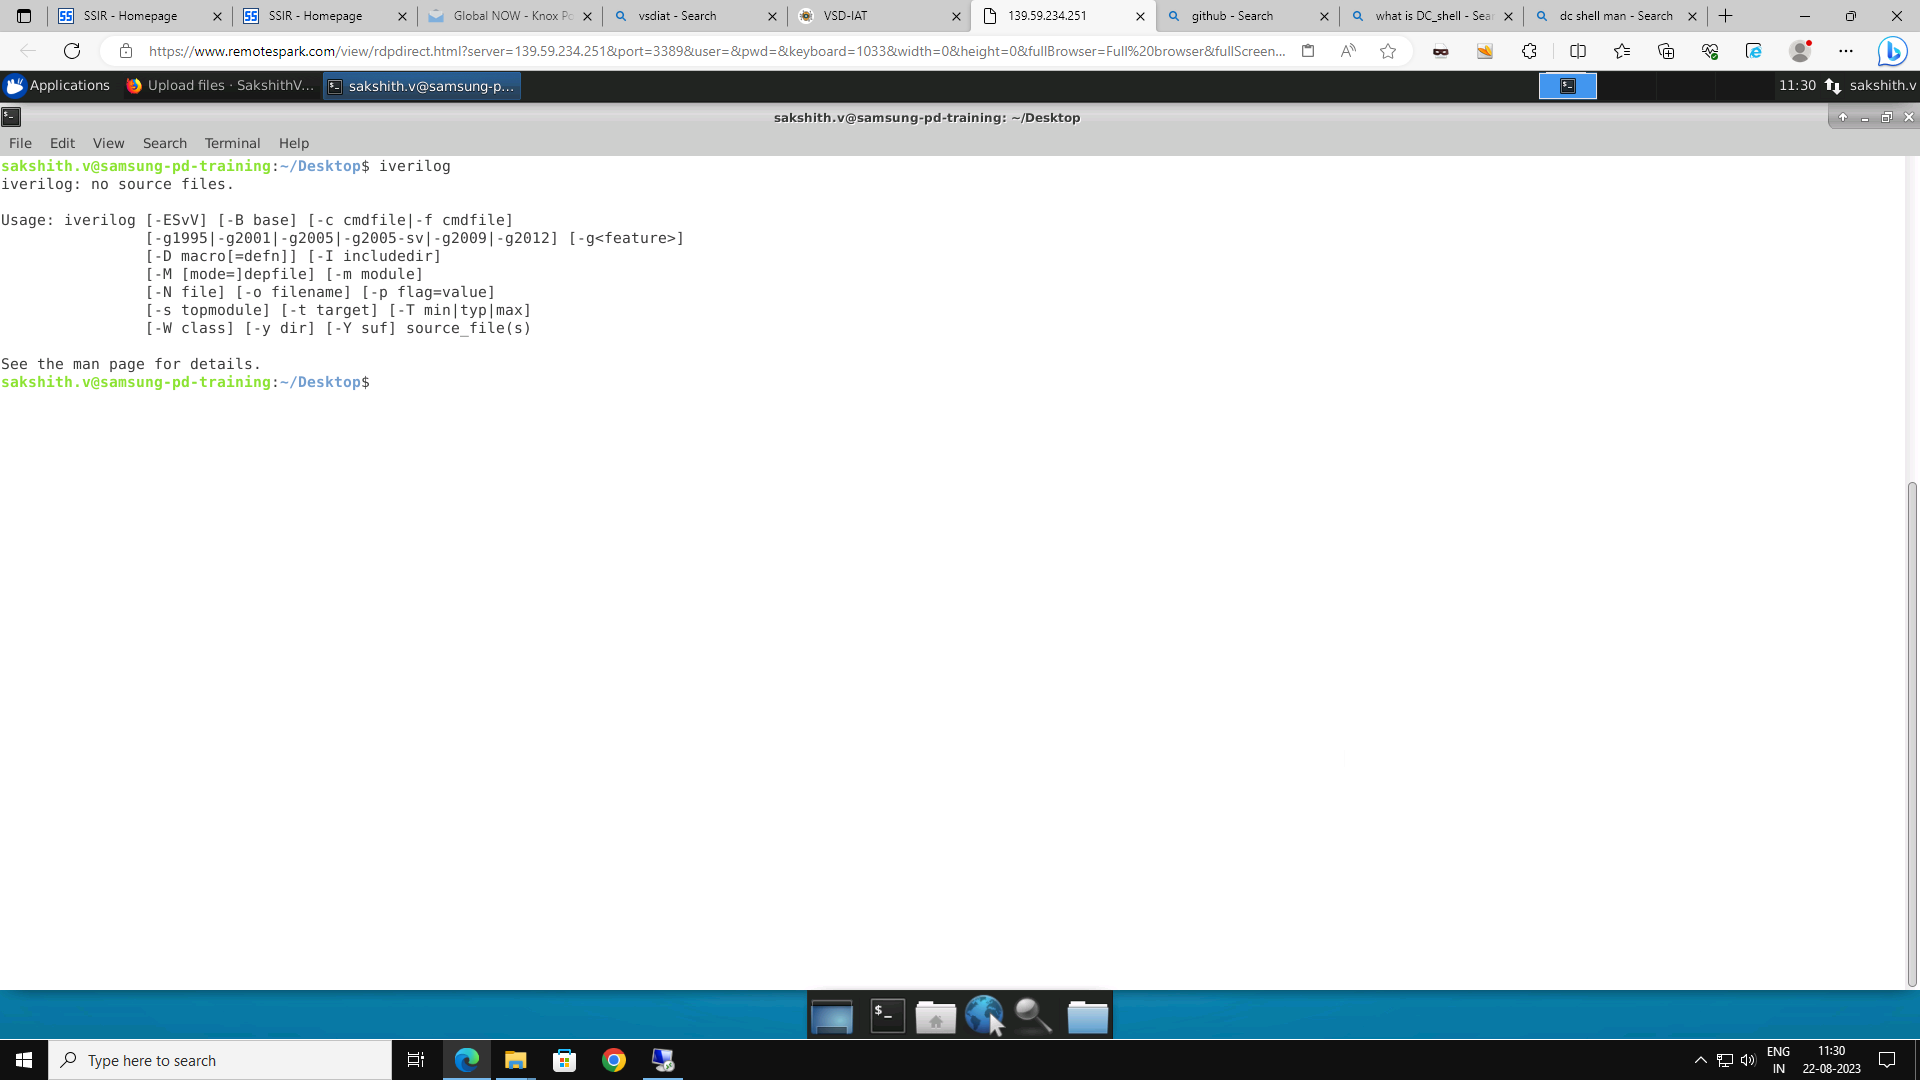 SSIR - Homepage
SSIR - Homepage
Global NOW - Knox Po
vsdiat - Search
VSD-IAT
139.59.234.251
github - Search
what is DC_shell - Sear
dc shell man - Search
https://www.remotespark.com/view/rdpdirect.html?server=139.59.234.251&port=3389&user=&pwd=&keyboard=1033&width=0&height=0&fullBrowser=Full%20browser&fullScreen...
Applications
Upload files · SakshithV...
sakshith.v@samsung-p...
11:30
sakshith.v
sakshith.v@samsung-pd-training: ~/Desktop
File Edit View Search Terminal Help
sakshith.v@samsung-pd-training:~/Desktop$ iverilog
iverilog: no source files.
Usage: iverilog [-ESvV] [-B base] [-c cmdfile|-f cmdfile]
[-g1995|-g2001|-g2005|-g2005-sv|-g2009|-g2012] [-g<feature>]
[-D macro[=defn]] [-I includedir]
[-M [mode=]depfile] [-m module]
[-N file] [-o filename] [-p flag=value]
[-s topmodule] [-t target] [-T min|typ|max]
[-W class] [-y dir] [-Y suf] source_file(s)
See the man page for details.
sakshith.v@samsung-pd-training:~/Desktop$
Type here to search
ENG
IN
11:30
22-08-2023